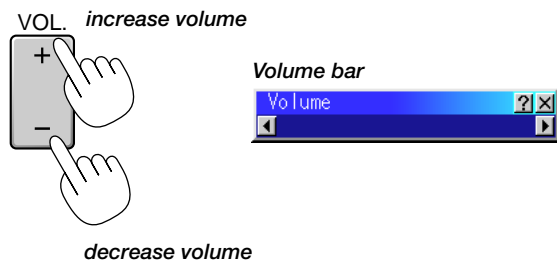 VOL.
increase volume
+
–
Volume bar
Volume
?
decrease volume